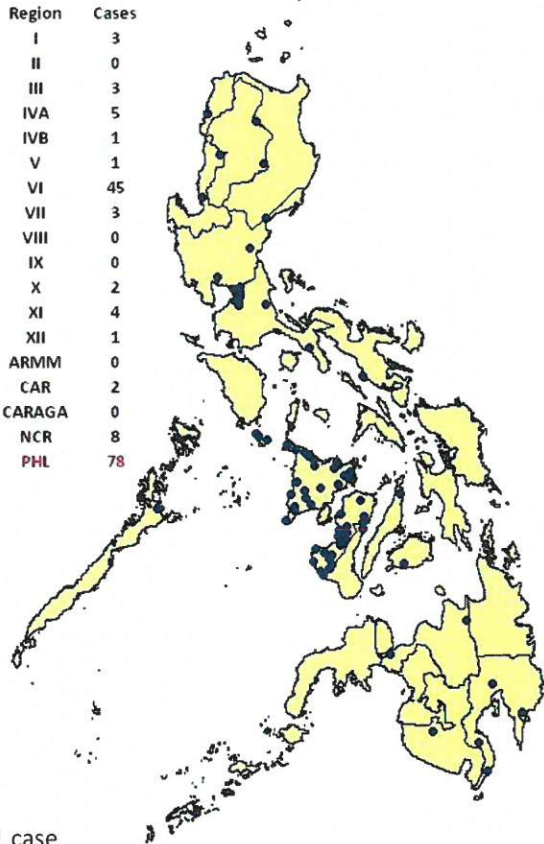 Region Cases
I 3
II 0
III 3
IVA 5
IVB 1
V 1
VI 45
VII 3
VIII 0
IX 0
X 2
XI 4
XII 1
ARMM 0
CAR 2
CARAGA 0
NCR 8
PHL 78
case